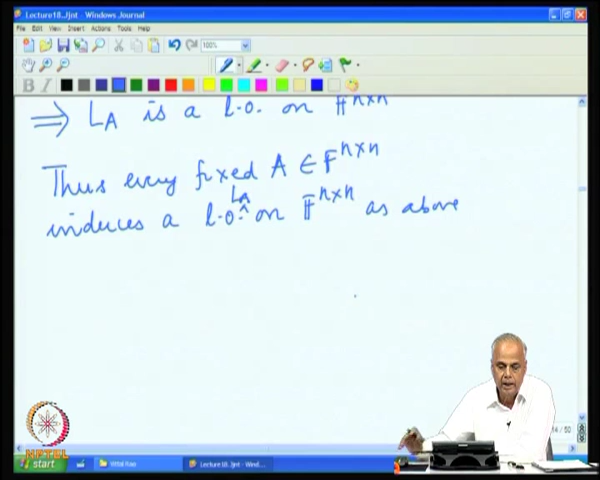 Lecture18.Jnt - Windows Journal
File Edit View Insert Actions Tools Help
100%
B I
⇒ L_A is a l.o. on F^{n×n}
Thus every fixed A ∈ F^{n×n}
L_A
induces a l.o.^ on F^{n×n} as above
NPTEL
start
Lecture18.Jnt - Wind...